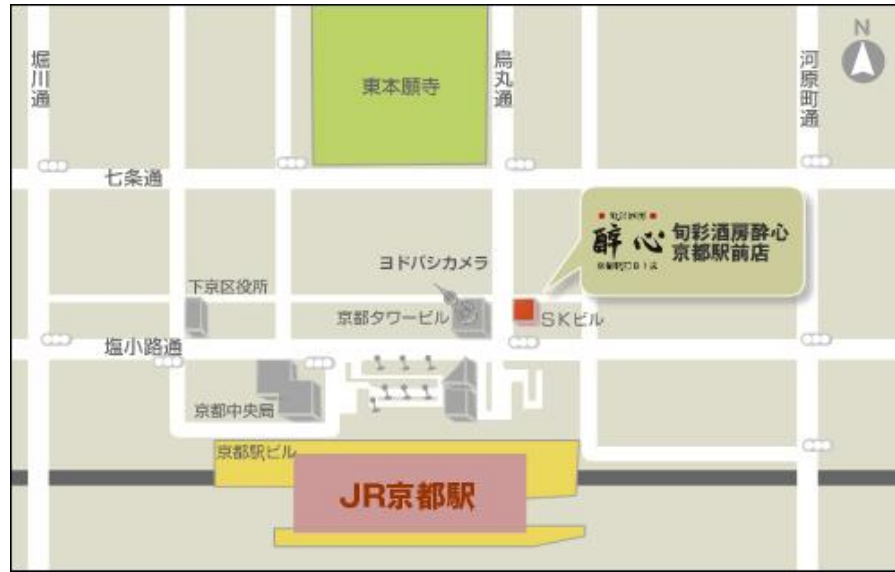 N
堀川通
烏丸通
河原町通
東本願寺
七条通
醉心
旬彩酒房醉心
京都駅前店
ヨドバシカメラ
下京区役所
京都タワービル
SKビル
塩小路通
京都中央局
京都駅ビル
JR京都駅